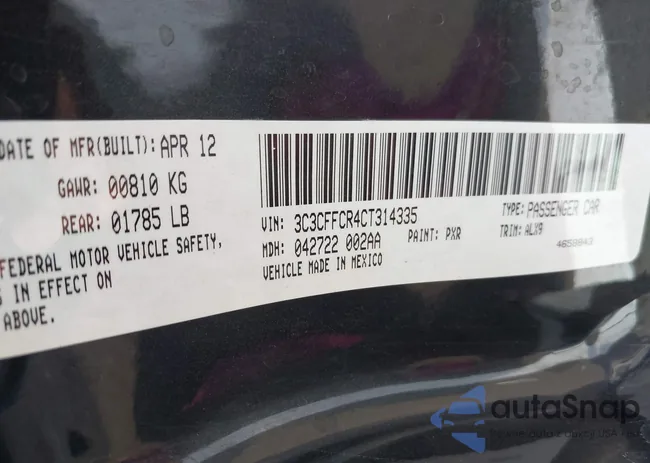 DATE OF MFR(BUILT): APR 12
GAWR: 00810 KG
REAR: 01785 LB
FEDERAL MOTOR VEHICLE SAFETY,
S IN EFFECT ON
ABOVE.
VIN: 3C3CFFCR4CT314335
TYPE: PASSENGER CAR
MDH: 042722 002AA
PAINT: PXR
TRIM: ALX9
VEHICLE MADE IN MEXICO
autaSnap